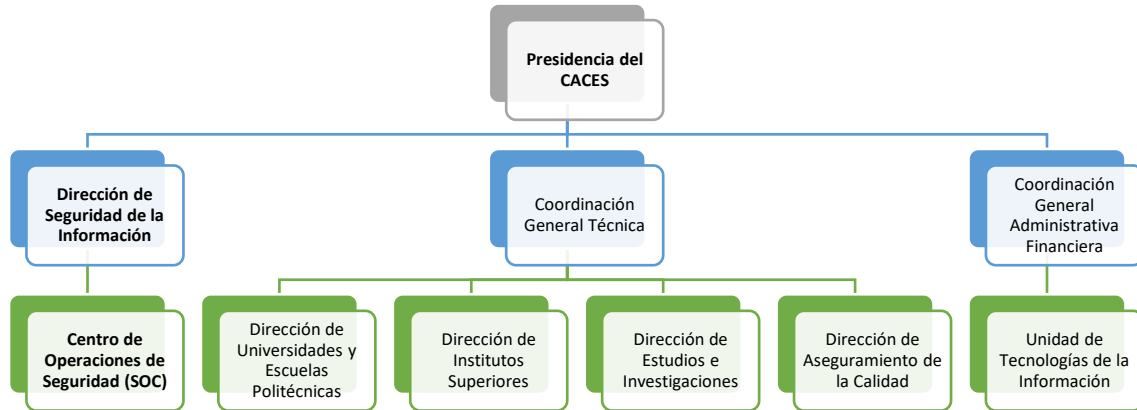 Presidencia del
CACES
Dirección de
Seguridad de la
Información
Coordinación
General Técnica
Coordinación
General
Administrativa
Financiera
Centro de
Operaciones de
Seguridad (SOC)
Dirección de
Universidades y
Escuelas
Politécnicas
Dirección de
Institutos
Superiores
Dirección de
Estudios e
Investigaciones
Dirección de
Aseguramiento de
la Calidad
Unidad de
Tecnologías de la
Información